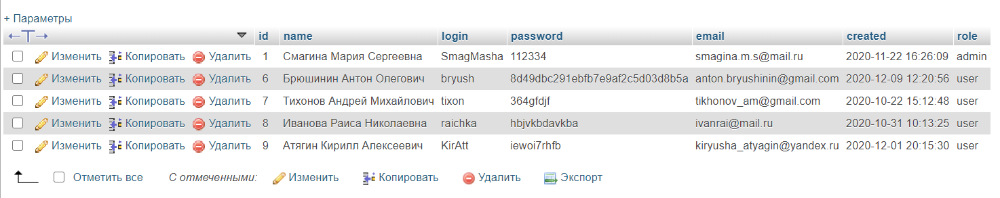 + Параметры
←T→ id name login password email created role
Изменить Копировать Удалить 1 Смагина Мария Сергеевна SmagMasha 112334 smagina.m.s@mail.ru 2020-11-22 16:26:09 admin
Изменить Копировать Удалить 6 Брюшинин Антон Олегович bryush 8d49dbc291ebfb7e9af2c5d03d8b5a anton.bryushinin@gmail.com 2020-12-09 12:20:56 user
Изменить Копировать Удалить 7 Тихонов Андрей Михайлович tixon 364gfdjf tikhonov_am@gmail.com 2020-10-22 15:12:48 user
Изменить Копировать Удалить 8 Иванова Раиса Николаевна raichka hbjvkbdavkba ivanrai@mail.ru 2020-10-31 10:13:25 user
Изменить Копировать Удалить 9 Атягин Кирилл Алексеевич KirAtt iewoi7rhfb kiryusha_atyagin@yandex.ru 2020-12-01 20:15:30 user
Отметить все С отмеченными: Изменить Копировать Удалить Экспорт